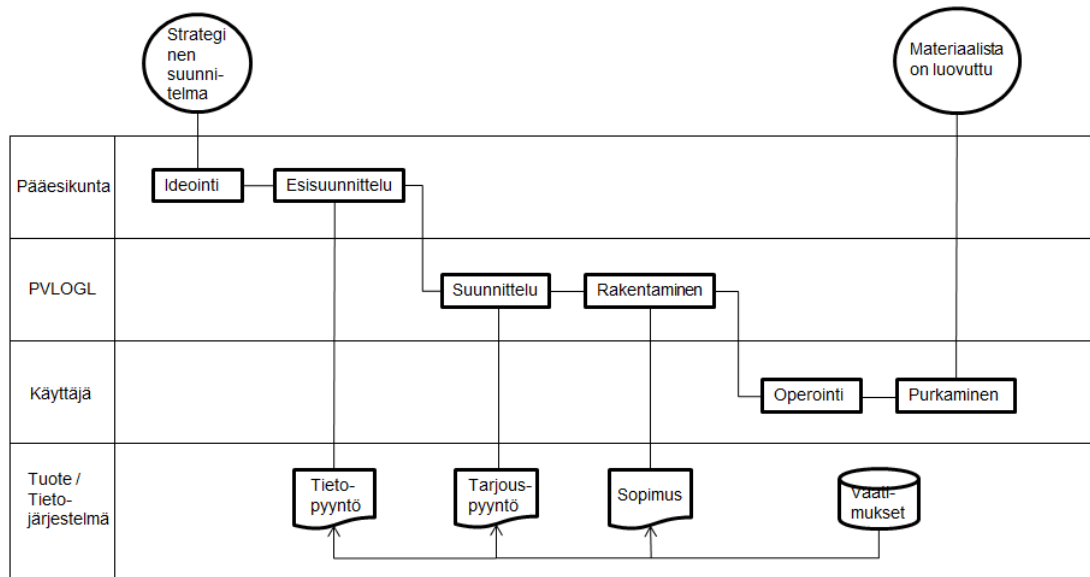 Strategi
nen
suunni-
telma
Materiaalista
on luovuttu
Pääesikunta
Ideointi
Esisuunnittelu
PVLOGL
Suunnittelu
Rakentaminen
Käyttäjä
Operointi
Purkaminen
Tuote /
Tieto-
järjestelmä
Tieto-
pyyntö
Tarjous-
pyyntö
Sopimus
Vaati-
mukset